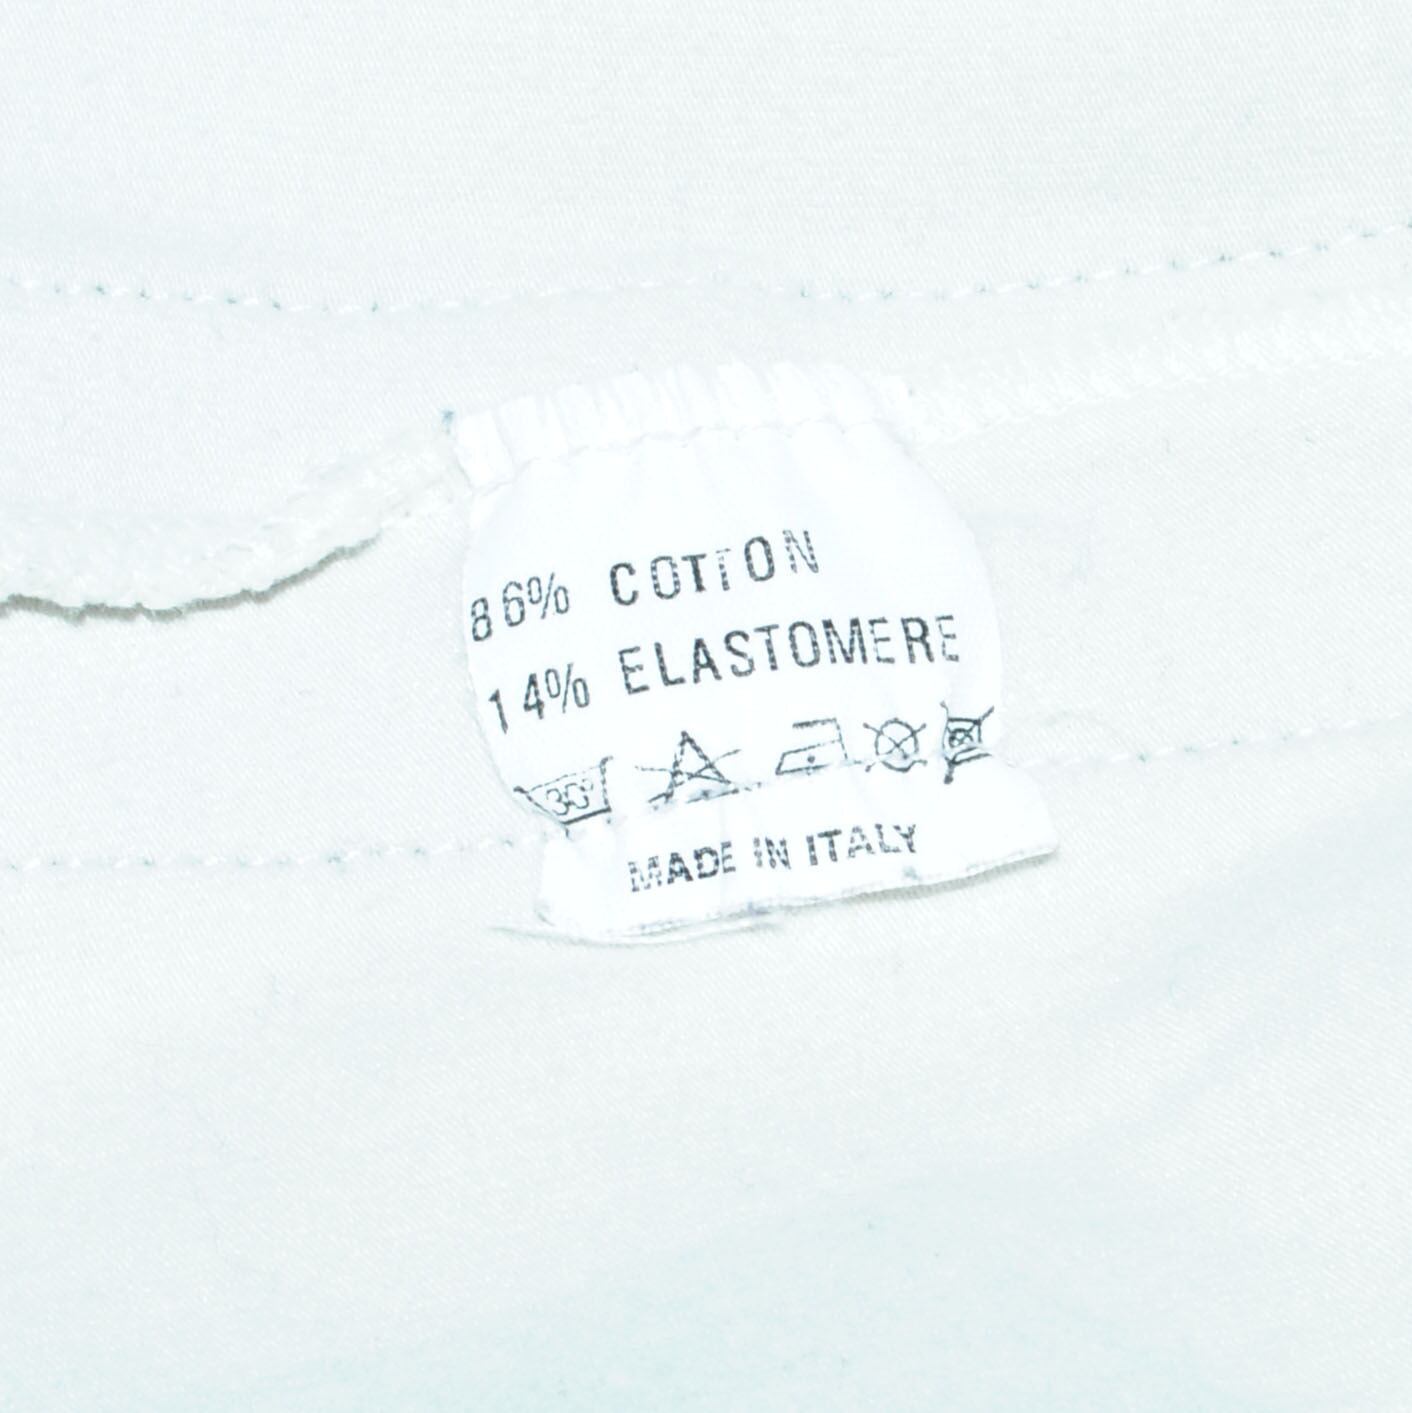 86% COTTON
14% ELASTOMERE
30°
MADE IN ITALY